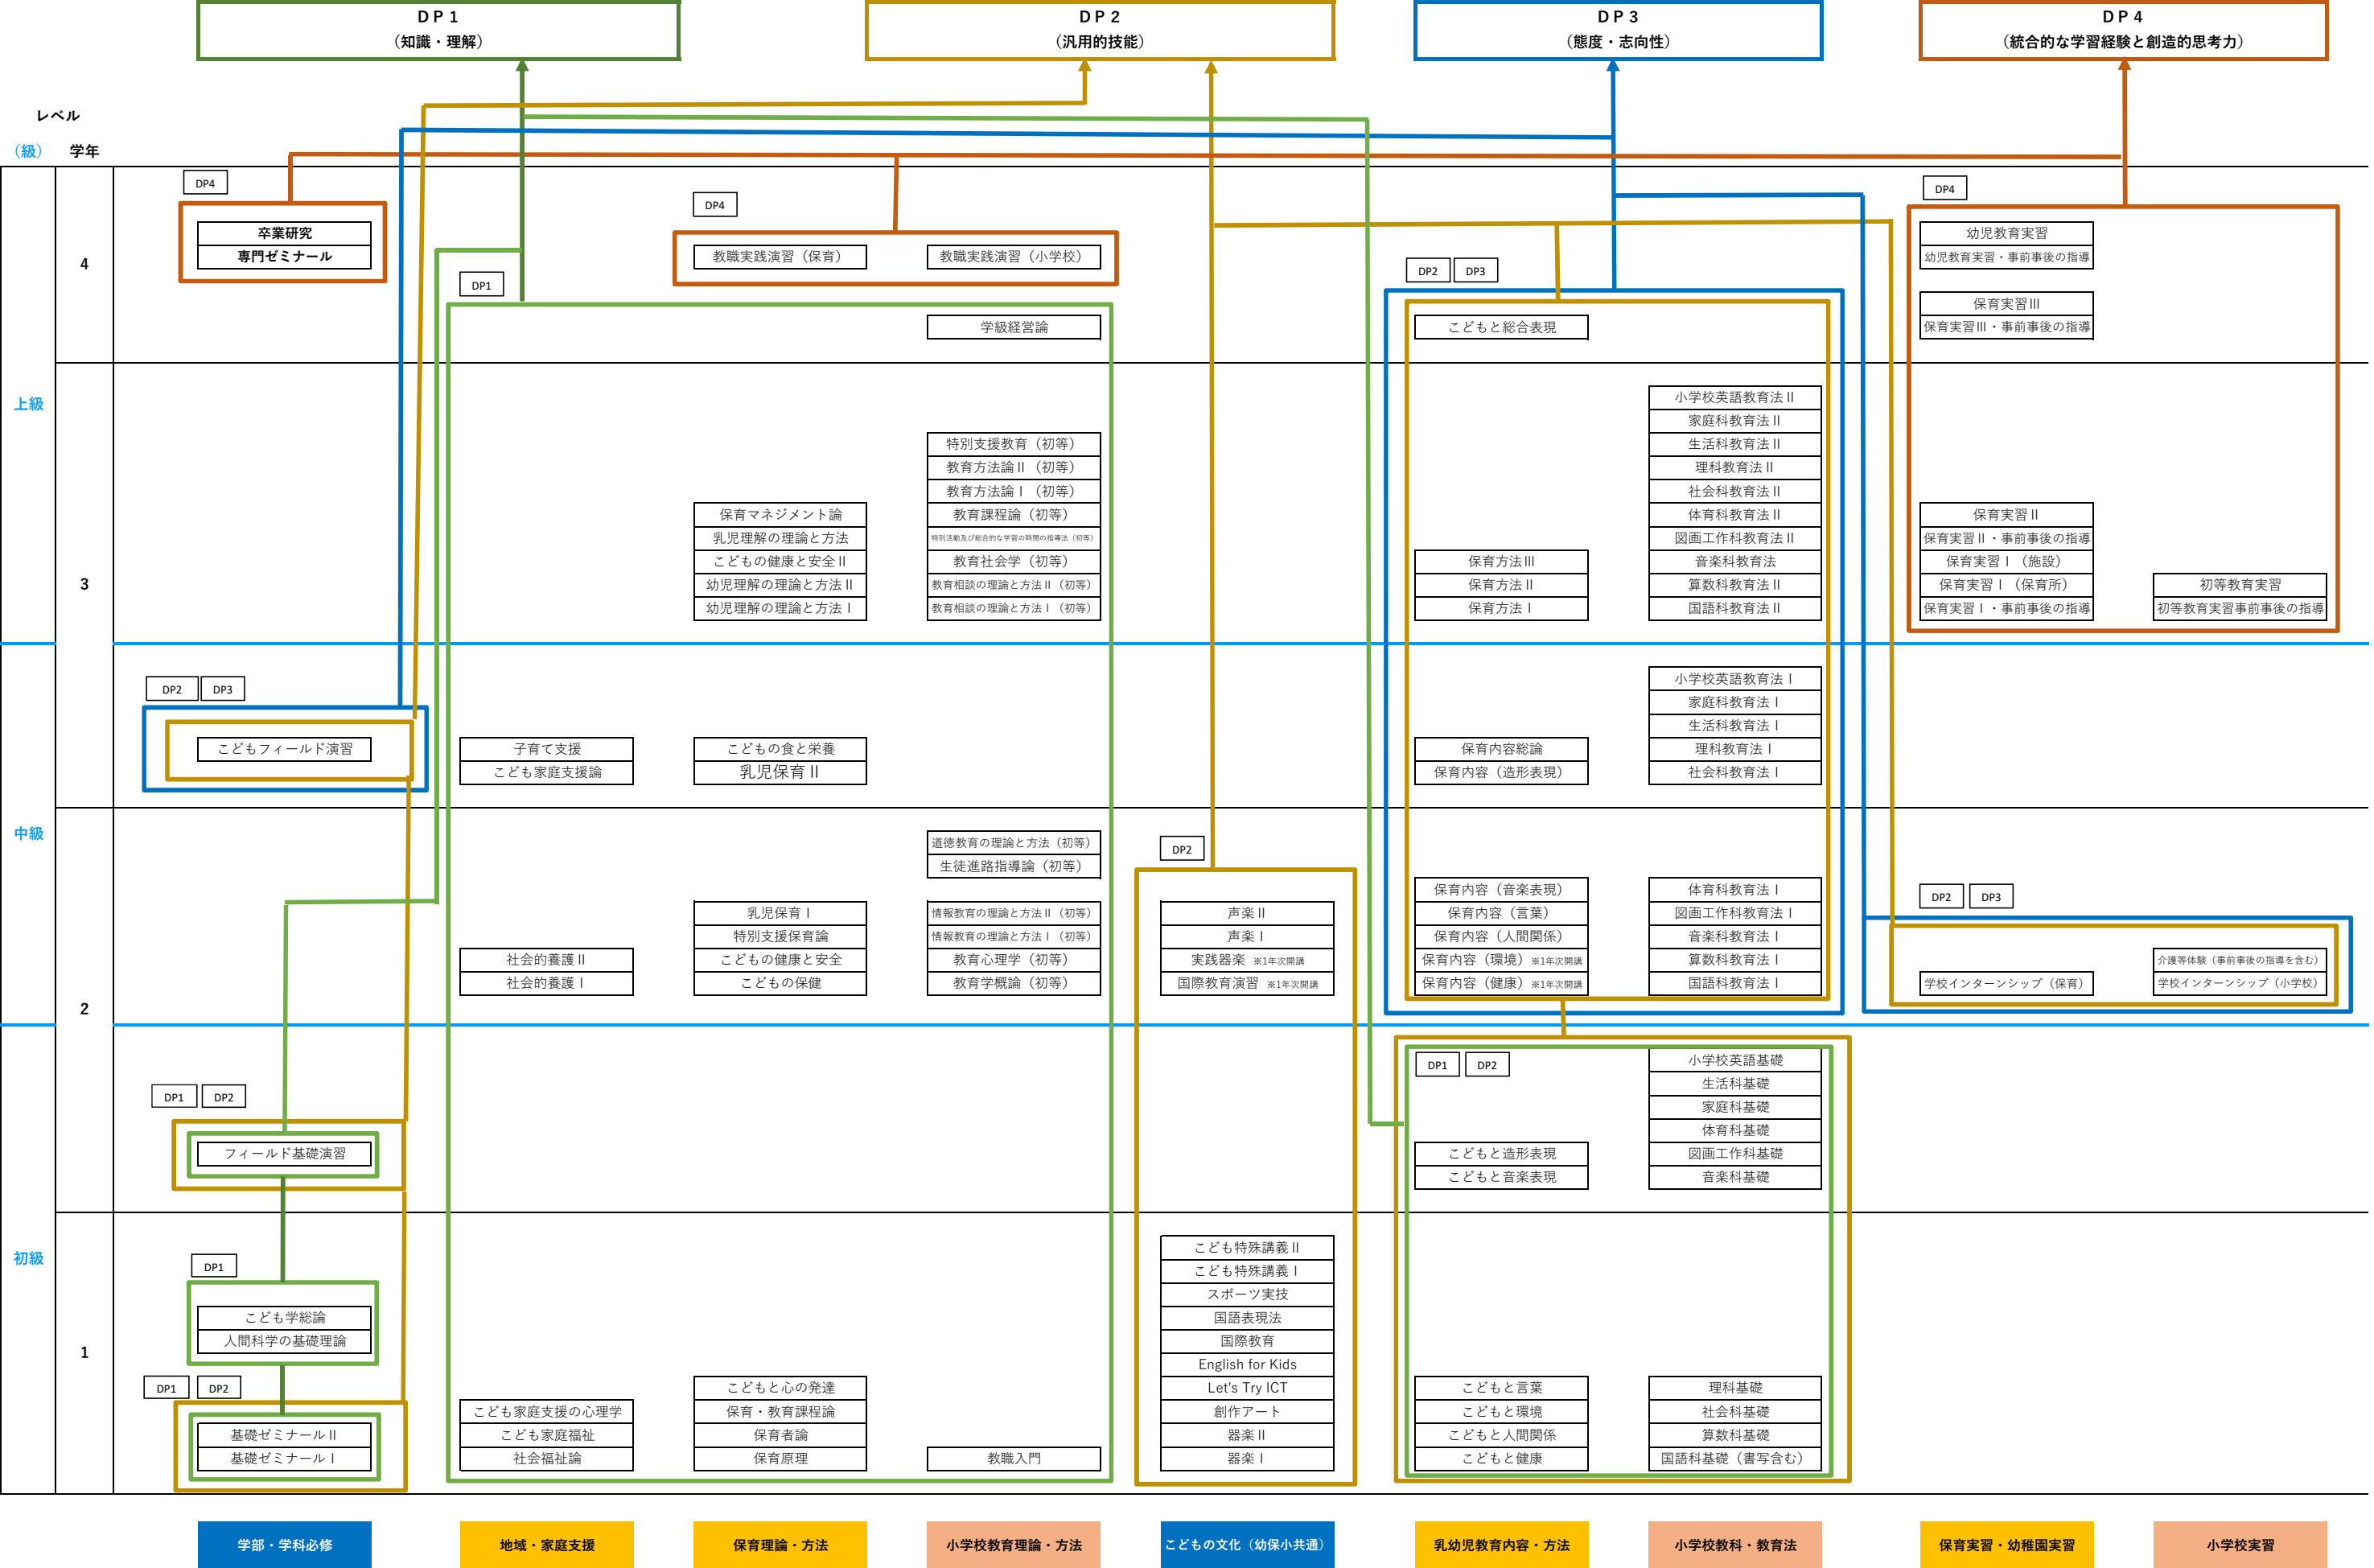 DP1
（知識・理解）
DP2
（汎用的技能）
DP3
（態度・志向性）
DP4
（統合的な学習経験と創造的思考力）
レベル
（級）
学年
4
DP4
卒業研究
専門ゼミナール
DP1
DP4
教職実践演習（保育）
教職実践演習（小学校）
学級経営論
DP2
DP3
こどもと総合表現
DP4
幼児教育実習
幼児教育実習・事前事後の指導
保育実習Ⅲ
保育実習Ⅲ・事前事後の指導
上級
3
保育マネジメント論
乳児理解の理論と方法
こどもの健康と安全Ⅱ
幼児理解の理論と方法Ⅱ
幼児理解の理論と方法Ⅰ
特別支援教育（初等）
教育方法論Ⅱ（初等）
教育方法論Ⅰ（初等）
教育課程論（初等）
特別活動及び総合的な学習の時間の指導法（初等）
教育社会学（初等）
教育相談の理論と方法Ⅱ（初等）
教育相談の理論と方法Ⅰ（初等）
保育方法Ⅲ
保育方法Ⅱ
保育方法Ⅰ
小学校英語教育法Ⅱ
家庭科教育法Ⅱ
生活科教育法Ⅱ
理科教育法Ⅱ
社会科教育法Ⅱ
体育科教育法Ⅱ
図画工作科教育法Ⅱ
音楽科教育法
算数科教育法Ⅱ
国語科教育法Ⅱ
保育実習Ⅱ
保育実習Ⅱ・事前事後の指導
保育実習Ⅰ（施設）
保育実習Ⅰ（保育所）
保育実習Ⅰ・事前事後の指導
初等教育実習
初等教育実習事前事後の指導
DP2
DP3
こどもフィールド演習
子育て支援
こども家庭支援論
こどもの食と栄養
乳児保育Ⅱ
保育内容総論
保育内容（造形表現）
小学校英語教育法Ⅰ
家庭科教育法Ⅰ
生活科教育法Ⅰ
理科教育法Ⅰ
社会科教育法Ⅰ
中級
2
社会的養護Ⅱ
社会的養護Ⅰ
乳児保育Ⅰ
特別支援保育論
こどもの健康と安全
こどもの保健
道徳教育の理論と方法（初等）
生徒進路指導論（初等）
情報教育の理論と方法Ⅱ（初等）
情報教育の理論と方法Ⅰ（初等）
教育心理学（初等）
教育学概論（初等）
DP2
声楽Ⅱ
声楽Ⅰ
実践器楽 ※1年次開講
国際教育演習 ※1年次開講
保育内容（音楽表現）
保育内容（言葉）
保育内容（人間関係）
保育内容（環境）※1年次開講
保育内容（健康）※1年次開講
体育科教育法Ⅰ
図画工作科教育法Ⅰ
音楽科教育法Ⅰ
算数科教育法Ⅰ
国語科教育法Ⅰ
DP2
DP3
学校インターンシップ（保育）
介護等体験（事前事後の指導を含む）
学校インターンシップ（小学校）
DP1
DP2
フィールド基礎演習
DP1
DP2
こどもと造形表現
こどもと音楽表現
小学校英語基礎
生活科基礎
家庭科基礎
体育科基礎
図画工作科基礎
音楽科基礎
初級
1
DP1
こども学総論
人間科学の基礎理論
DP1
DP2
基礎ゼミナールⅡ
基礎ゼミナールⅠ
こども家庭支援の心理学
こども家庭福祉
社会福祉論
こどもと心の発達
保育・教育課程論
保育者論
保育原理
教職入門
こども特殊講義Ⅱ
こども特殊講義Ⅰ
スポーツ実技
国語表現法
国際教育
English for Kids
Let's Try ICT
創作アート
器楽Ⅱ
器楽Ⅰ
こどもと言葉
こどもと環境
こどもと人間関係
こどもと健康
理科基礎
社会科基礎
算数科基礎
国語科基礎（書写含む）
学部・学科必修
地域・家庭支援
保育理論・方法
小学校教育理論・方法
こどもの文化（幼保小共通）
乳幼児教育内容・方法
小学校教科・教育法
保育実習・幼稚園実習
小学校実習